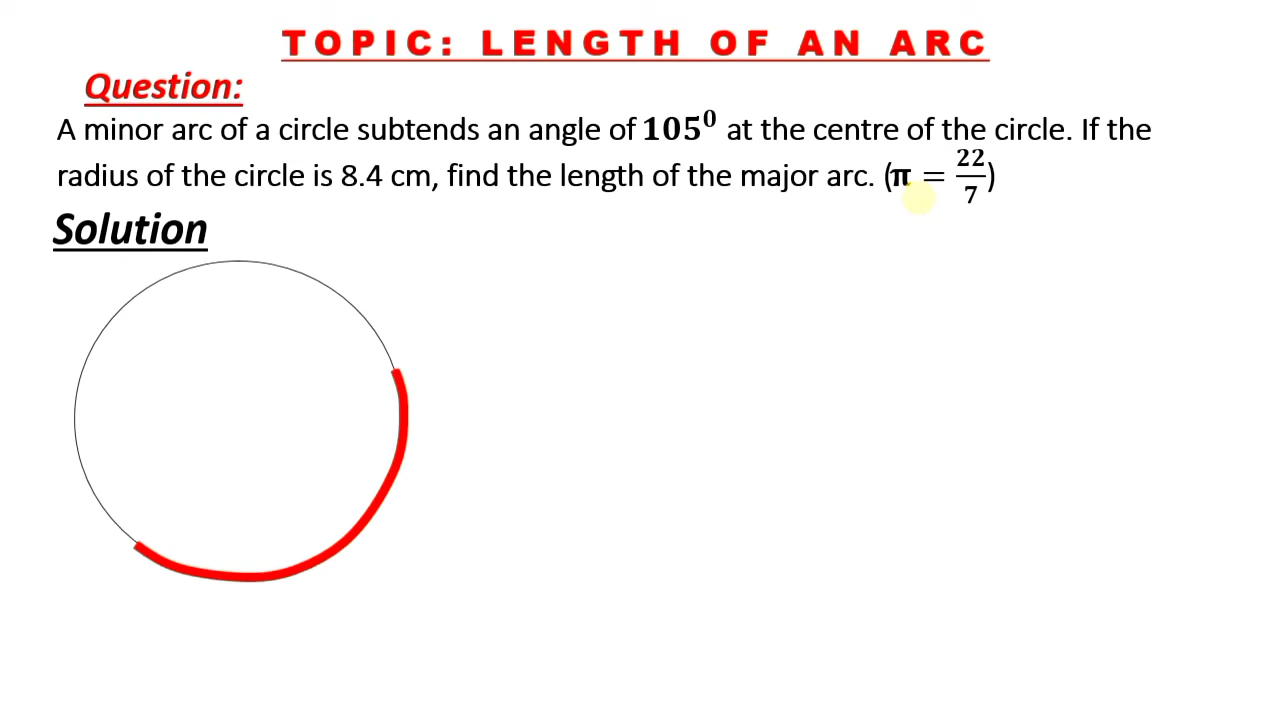 TOPIC: LENGTH OF AN ARC
Question:
A minor arc of a circle subtends an angle of 105⁰ at the centre of the circle. If the
radius of the circle is 8.4 cm, find the length of the major arc. (π = 22/7)
Solution